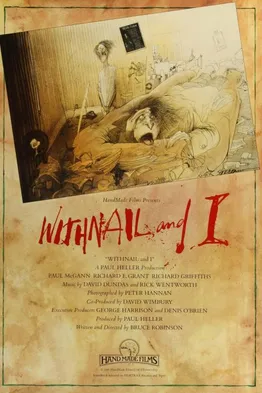 HandMade Films Presents
WITHNAIL and I
"WITHNAIL and I"
A PAUL HELLER Production
PAUL McGANN RICHARD E. GRANT RICHARD GRIFFITHS
Music by DAVID DUNDAS and RICK WENTWORTH
Photographed by PETER HANNAN
Co-Produced by DAVID WIMBURY
Executive Producers GEORGE HARRISON and DENIS O'BRIEN
Produced by PAUL HELLER
Written and Directed by BRUCE ROBINSON
HANDMADE FILMS